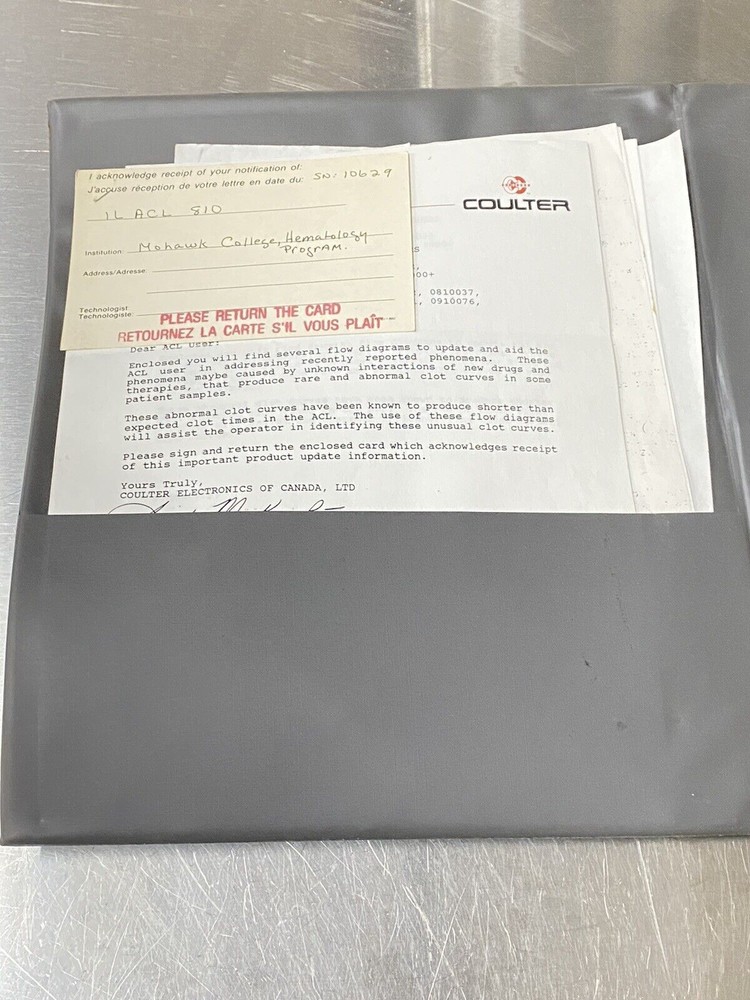 I acknowledge receipt of your notification of:
J'accuse réception de votre lettre en date du: SN: 10629
IL ACL 810
Institution: Mohawk College, Hematology
PROGRAM.
Address/Adresse
Technologist
Technologiste:
PLEASE RETURN THE CARD
RETOURNEZ LA CARTE S'IL VOUS PLAÎT
COULTER
S
00+
, 0810037,
, 0910076,
Dear ACL User:
Enclosed you will find several flow diagrams to update and aid the
ACL user in addressing recently reported phenomena. These
phenomena maybe caused by unknown interactions of new drugs and
therapies, that produce rare and abnormal clot curves in some
patient samples.
These abnormal clot curves have been known to produce shorter than
expected clot times in the ACL. The use of these flow diagrams
will assist the operator in identifying these unusual clot curves.
Please sign and return the enclosed card which acknowledges receipt
of this important product update information.
Yours Truly,
COULTER ELECTRONICS OF CANADA, LTD